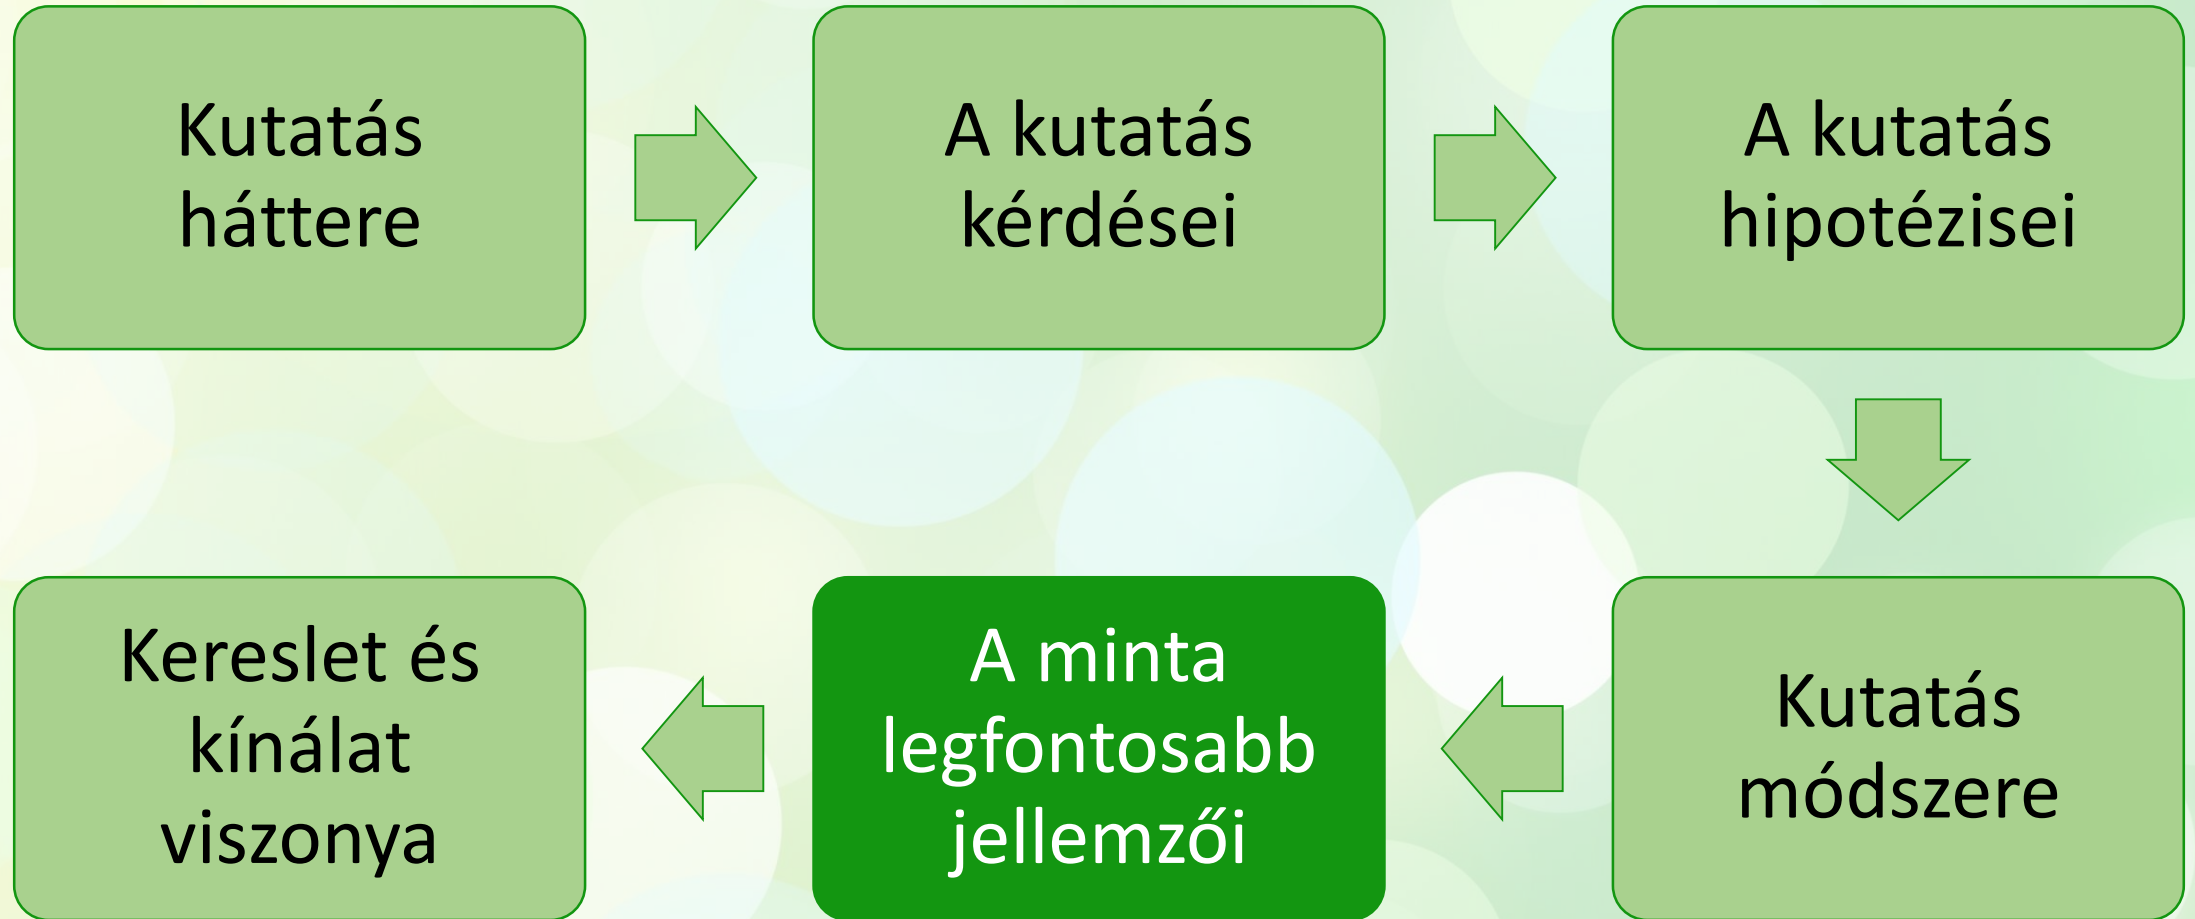 Kutatás
háttere
A kutatás
kérdései
A kutatás
hipotézisei
Kutatás
módszere
A minta
legfontosabb
jellemzői
Kereslet és
kínálat
viszonya